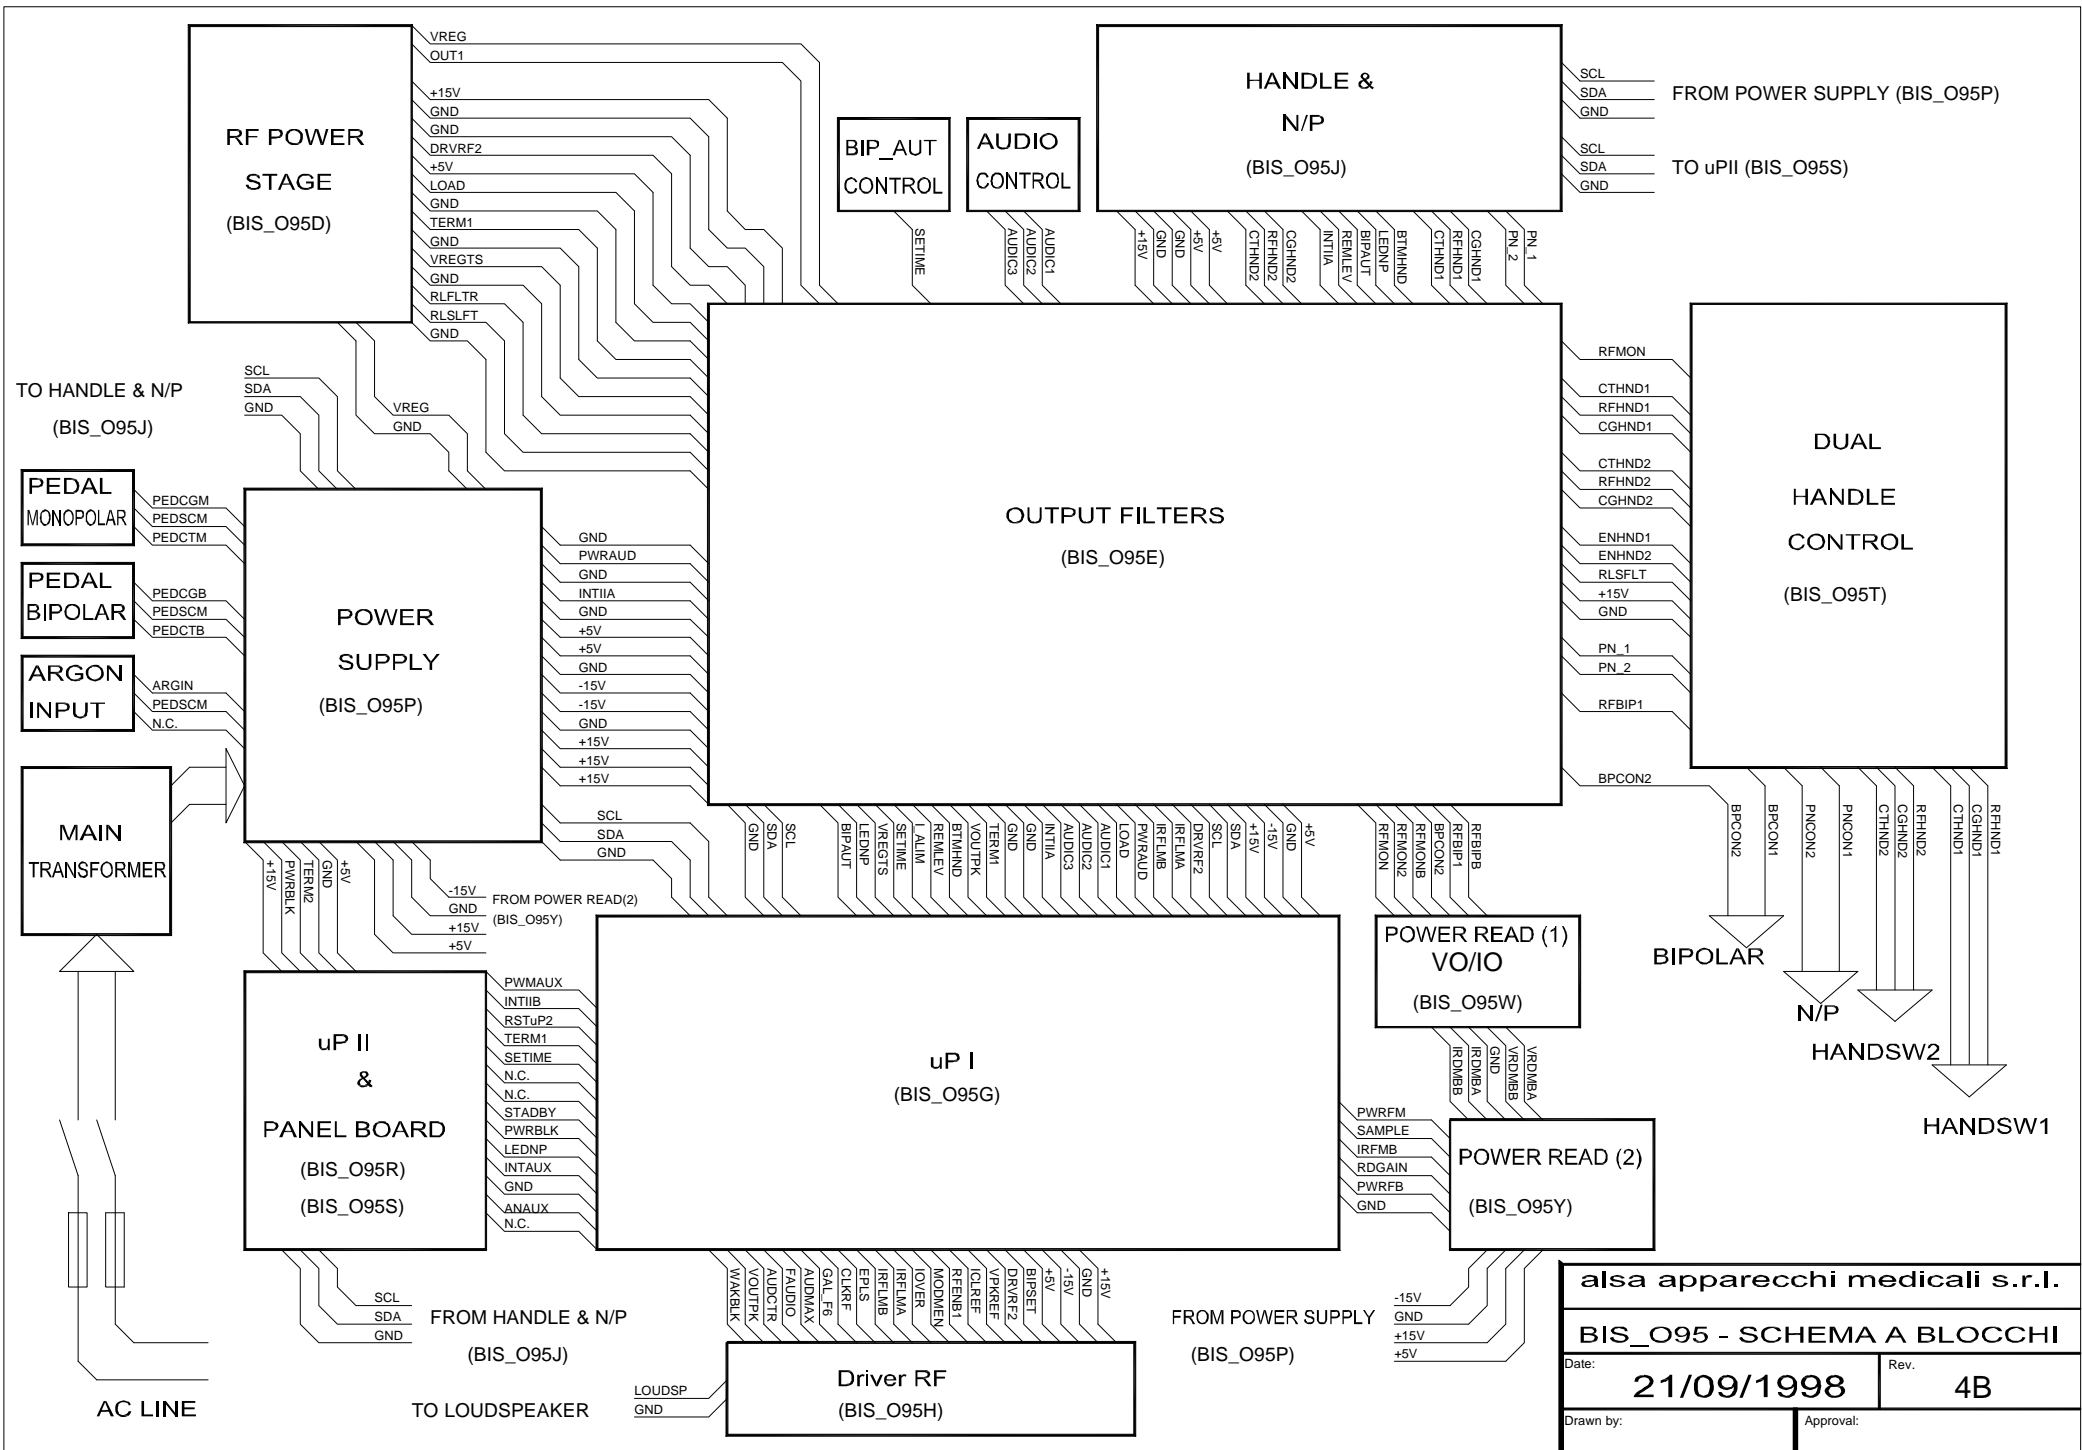 VREG
OUT1
+15V
GND
GND
DRVRF2
+5V
LOAD
GND
TERM1
GND
VREGTS
GND
RLFLTR
RLSLFT
GND
RF POWER
STAGE
(BIS_O95D)
BIP_AUT
CONTROL
SETIME
AUDIO
CONTROL
AUDIC3
AUDIC2
AUDIC1
HANDLE &
N/P
(BIS_O95J)
SCL
SDA
GND
FROM POWER SUPPLY (BIS_O95P)
SCL
SDA
GND
TO uPII (BIS_O95S)
+15V
GND
GND
+5V
+5V
CTHND2
RFHND2
CGHND2
INTIIA
REMLEV
BIPAUT
LEDNP
BTMHND
CTHND1
RFHND1
CGHND1
PN_2
PN_1
TO HANDLE & N/P
(BIS_O95J)
SCL
SDA
GND
VREG
GND
PEDAL
MONOPOLAR
PEDCGM
PEDSCM
PEDCTM
PEDAL
BIPOLAR
PEDCGB
PEDSCM
PEDCTB
ARGON
INPUT
ARGIN
PEDSCM
N.C.
MAIN
TRANSFORMER
AC LINE
POWER
SUPPLY
(BIS_O95P)
GND
PWRAUD
GND
INTIIA
GND
+5V
+5V
GND
-15V
-15V
GND
+15V
+15V
+15V
SCL
SDA
GND
OUTPUT FILTERS
(BIS_O95E)
RFMON
CTHND1
RFHND1
CGHND1
CTHND2
RFHND2
CGHND2
ENHND1
ENHND2
RLSFLT
+15V
GND
PN_1
PN_2
RFBIP1
BPCON2
DUAL
HANDLE
CONTROL
(BIS_O95T)
BPCON2
BPCON1
PNCON2
PNCON1
CTHND2
CGHND2
RFHND2
CTHND1
CGHND1
RFHND1
BIPOLAR
N/P
HANDSW2
HANDSW1
+15V
PWRBLK
TERM2
GND
+5V
-15V
GND
+15V
+5V
FROM POWER READ(2)
(BIS_O95Y)
GND
SDA
SCL
BIPAUT
LEDNP
VREGTS
SETIME
I_ALIM
REMLEV
BTMHND
VOUTPK
TERM1
GND
GND
INTIIA
AUDIC3
AUDIC2
AUDIC1
LOAD
PWRAUD
IRFLMB
IRFLMA
DRVRF2
SCL
SDA
+15V
-15V
GND
+5V
RFMON
RFMON2
RFMONB
BPCON2
RFBIP1
RFBIPB
POWER READ (1)
VO/IO
(BIS_O95W)
IRDMBB
IRDMBA
GND
VRDMBB
VRDMBA
uP II
&
PANEL BOARD
(BIS_O95R)
(BIS_O95S)
PWMAUX
INTIIB
RSTuP2
TERM1
SETIME
N.C.
N.C.
STADBY
PWRBLK
LEDNP
INTAUX
GND
ANAUX
N.C.
uP I
(BIS_O95G)
PWRFM
SAMPLE
IRFMB
RDGAIN
PWRFB
GND
POWER READ (2)
(BIS_O95Y)
SCL
SDA
GND
FROM HANDLE & N/P
(BIS_O95J)
WAKBLK
VOUTPK
AUDCTR
FAUDIO
AUDMAX
GAL_F6
CLKRF
EPLS
IRFLMB
IRFLMA
IOVER
MODMEN
RFENB1
ICLREF
VPKREF
DRVRF2
BIPSET
+5V
-15V
GND
+15V
FROM POWER SUPPLY
(BIS_O95P)
-15V
GND
+15V
+5V
Driver RF
(BIS_O95H)
LOUDSP
GND
TO LOUDSPEAKER
alsa apparecchi medicali s.r.l.
BIS_O95 - SCHEMA A BLOCCHI
Date:
21/09/1998
Rev.
4B
Drawn by:
Approval: